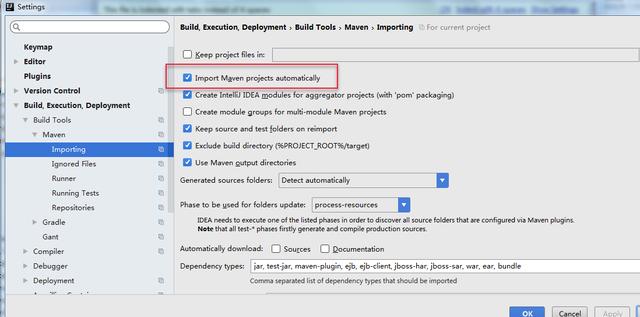 Settings
Build, Execution, Deployment › Build Tools › Maven › Importing For current project
Keymap
Editor
Plugins
Version Control
Build, Execution, Deployment
Build Tools
Maven
Importing
Ignored Files
Runner
Running Tests
Repositories
Gradle
Gant
Compiler
Debugger
Deployment
Keep project files in:
Import Maven projects automatically
Create IntelliJ IDEA modules for aggregator projects (with 'pom' packaging)
Create module groups for multi-module Maven projects
Keep source and test folders on reimport
Exclude build directory (%PROJECT_ROOT%/target)
Use Maven output directories
Generated sources folders: Detect automatically
Phase to be used for folders update: process-resources
IDEA needs to execute one of the listed phases in order to discover all source folders that are configured via Maven plugins.
Note that all test-* phases firstly generate and compile production sources.
Automatically download: Sources Documentation
Dependency types: jar, test-jar, maven-plugin, ejb, ejb-client, jboss-har, jboss-sar, war, ear, bundle
Comma separated list of dependency types that should be imported
OK Cancel Apply